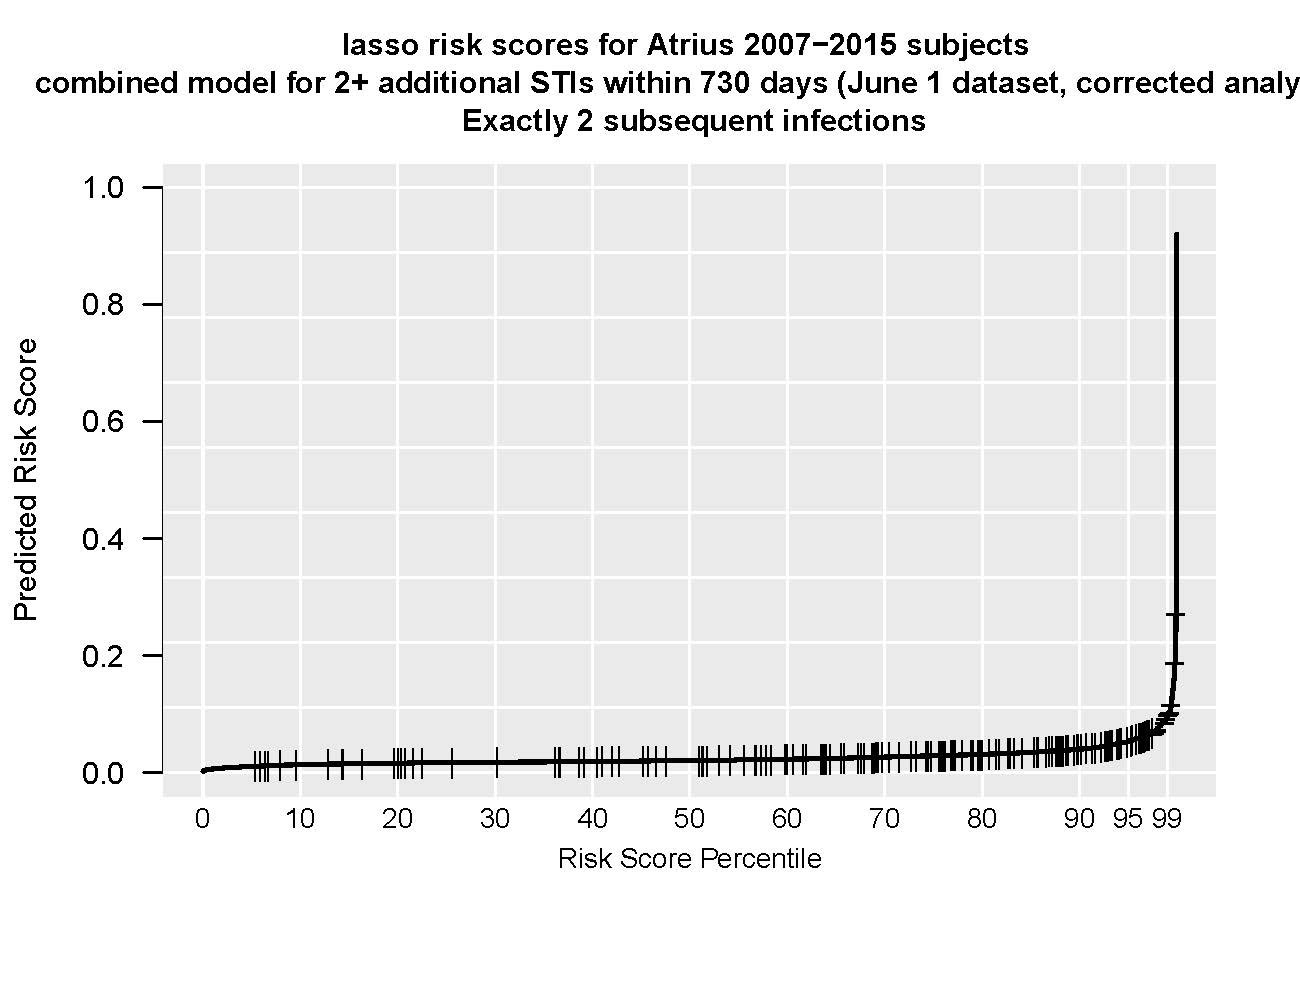 lasso risk scores for Atrius 2007−2015 subjects
combined model for 2+ additional STIs within 730 days (June 1 dataset, corrected analy
Exactly 2 subsequent infections
1.0
0.8
0.6
0.4
0.2
0.0
Predicted Risk Score
0 10 20 30 40 50 60 70 80 90 95 99
Risk Score Percentile